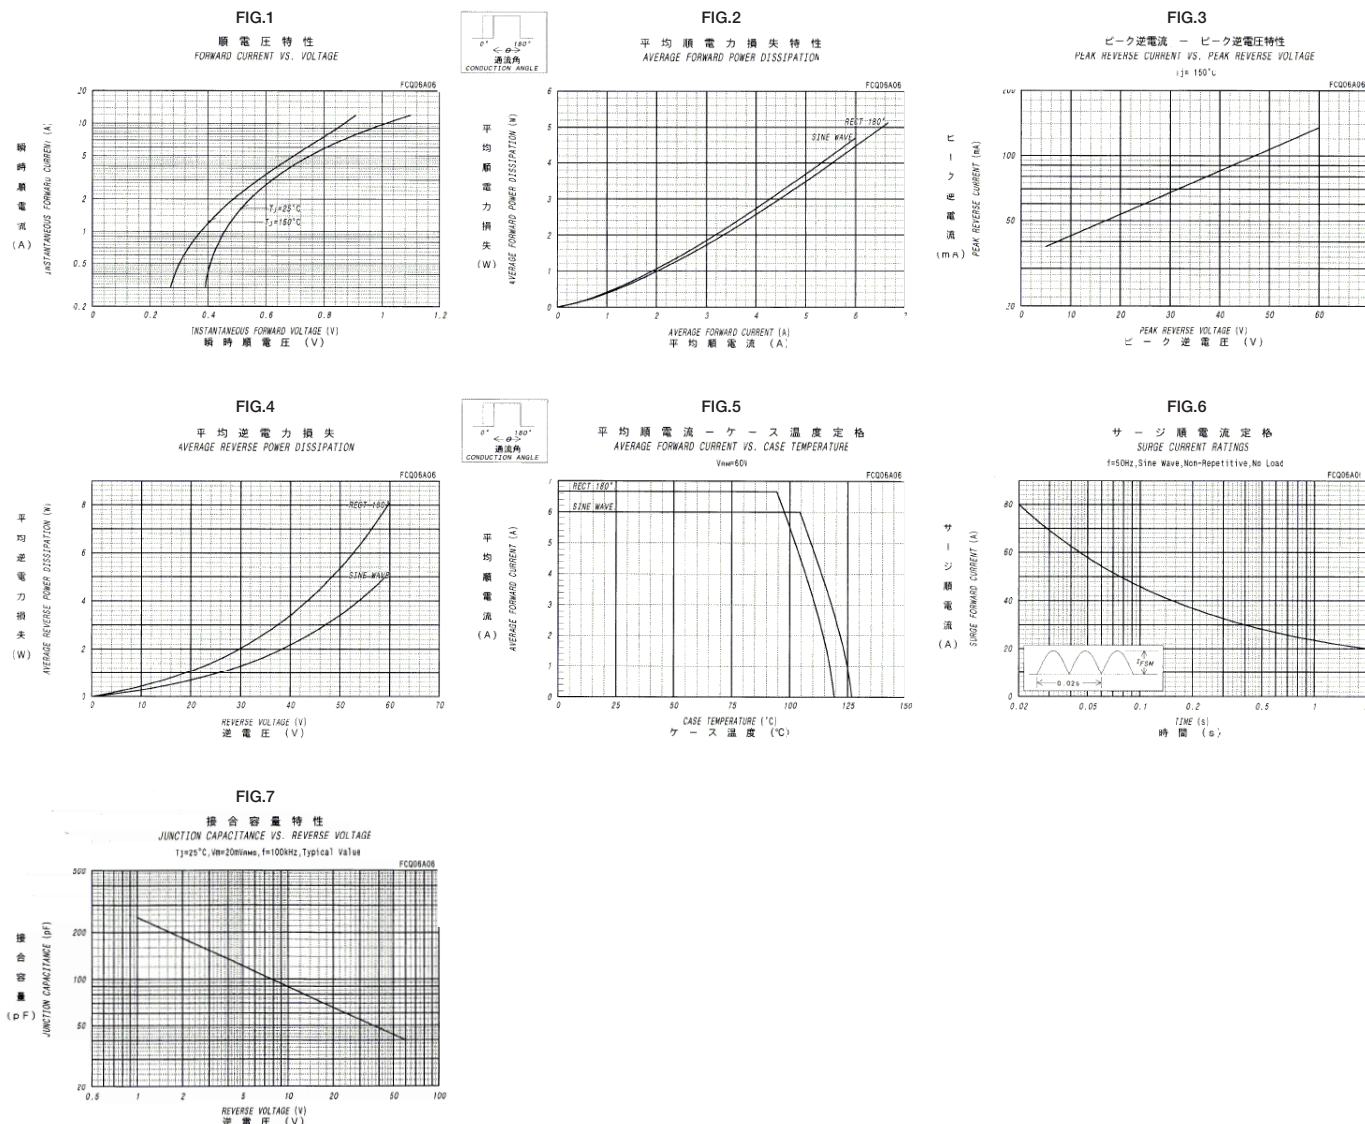 FIG.1
順電圧特性
FORWARD CURRENT VS. VOLTAGE
FCQ06A06
瞬時順電流 (A)
INSTANTANEOUS FORWARD CURRENT (A)
20
10
5
2
1
0.5
0.2
Tj=25°C
Tj=150°C
0 0.2 0.4 0.6 0.8 1 1.2
INSTANTANEOUS FORWARD VOLTAGE (V)
瞬時順電圧 (V)
0° 180°
θ
通流角
CONDUCTION ANGLE
FIG.2
平均順電力損失特性
AVERAGE FORWARD POWER DISSIPATION
FCQ06A06
平均順電力損失 (W)
AVERAGE FORWARD POWER DISSIPATION (W)
6
5
4
3
2
1
0
RECT 180°
SINE WAVE
0 1 2 3 4 5 6 7
AVERAGE FORWARD CURRENT (A)
平均順電流 (A)
FIG.3
ピーク逆電流 − ピーク逆電圧特性
PEAK REVERSE CURRENT VS. PEAK REVERSE VOLTAGE
Tj= 150°C
FCQ06A06
ピーク逆電流 (mA)
PEAK REVERSE CURRENT (mA)
200
100
50
20
0 10 20 30 40 50 60
PEAK REVERSE VOLTAGE (V)
ピーク逆電圧 (V)
FIG.4
平均逆電力損失
AVERAGE REVERSE POWER DISSIPATION
FCQ06A06
平均逆電力損失 (W)
AVERAGE REVERSE POWER DISSIPATION (W)
8
6
4
2
0
RECT 180°
SINE WAVE
0 10 20 30 40 50 60 70
REVERSE VOLTAGE (V)
逆電圧 (V)
0° 180°
θ
通流角
CONDUCTION ANGLE
FIG.5
平均順電流−ケース温度定格
AVERAGE FORWARD CURRENT VS. CASE TEMPERATURE
VRM=60V
FCQ06A06
平均順電流 (A)
AVERAGE FORWARD CURRENT (A)
7
6
5
4
3
2
1
0
RECT 180°
SINE WAVE
0 25 50 75 100 125 150
CASE TEMPERATURE (°C)
ケース温度 (℃)
FIG.6
サージ順電流定格
SURGE CURRENT RATINGS
f=50Hz,Sine Wave,Non-Repetitive,No Load
サージ順電流 (A)
SURGE FORWARD CURRENT (A)
80
60
40
20
0
IFSM
0.02s
0.02 0.05 0.1 0.2 0.5 1
TIME (s)
時間 (s)
FIG.7
接合容量特性
JUNCTION CAPACITANCE VS. REVERSE VOLTAGE
Tj=25°C,Vm=20mVRMS,f=100kHz,Typical Value
FCQ06A06
接合容量 (pF)
JUNCTION CAPACITANCE (pF)
500
200
100
50
20
0.5 1 2 5 10 20 50 100
REVERSE VOLTAGE (V)
逆電圧 (V)